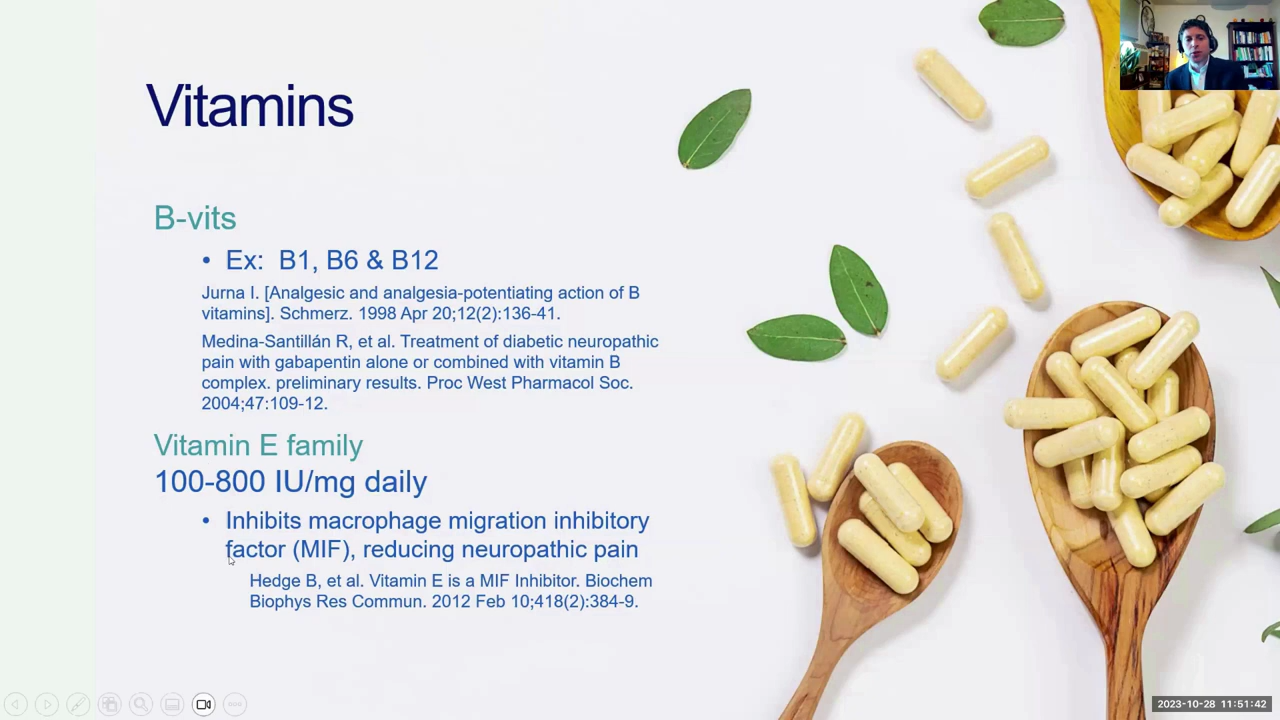 Vitamins
B-vits
• Ex: B1, B6 & B12
Jurna I. [Analgesic and analgesia-potentiating action of B
vitamins]. Schmerz. 1998 Apr 20;12(2):136-41.
Medina-Santillán R, et al. Treatment of diabetic neuropathic
pain with gabapentin alone or combined with vitamin B
complex. preliminary results. Proc West Pharmacol Soc.
2004;47:109-12.
Vitamin E family
100-800 IU/mg daily
• Inhibits macrophage migration inhibitory
factor (MIF), reducing neuropathic pain
Hedge B, et al. Vitamin E is a MIF Inhibitor. Biochem
Biophys Res Commun. 2012 Feb 10;418(2):384-9.
2023-10-28 11:51:42